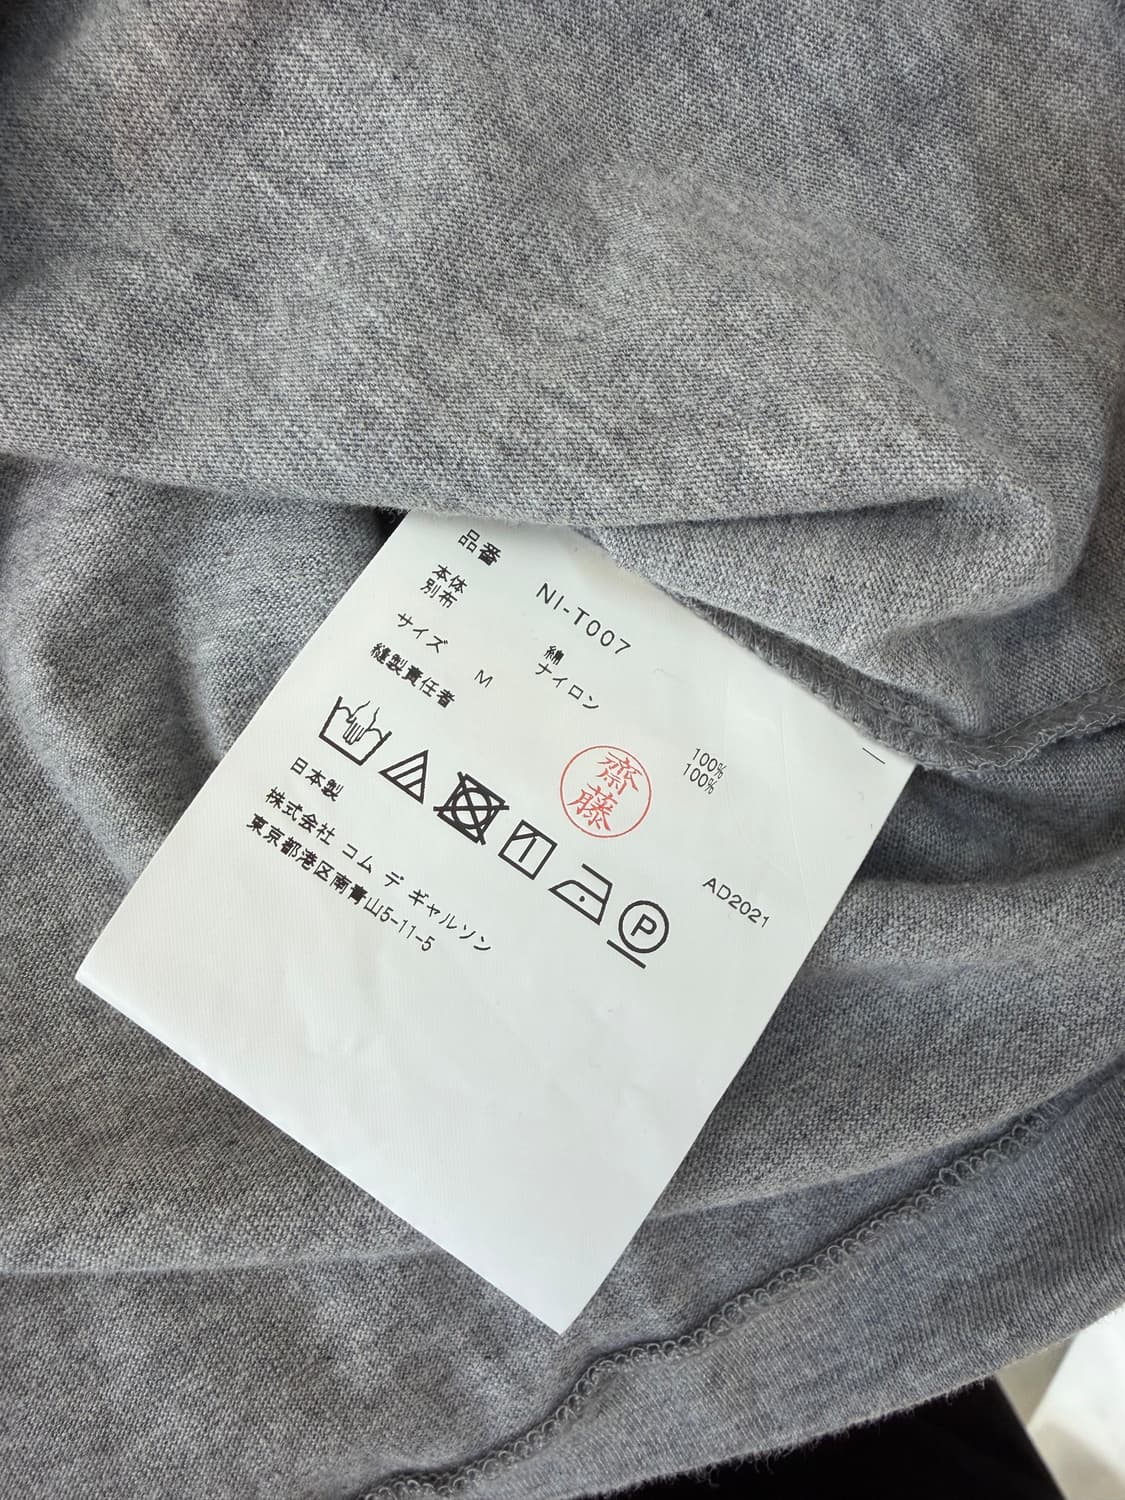 品番 NI-T007
本体 綿 100%
別布 ナイロン 100%
サイズ M
縫製責任者 齋藤
P
日本製 AD2021
株式会社 コム デ ギャルソン
東京都港区南青山5-11-5